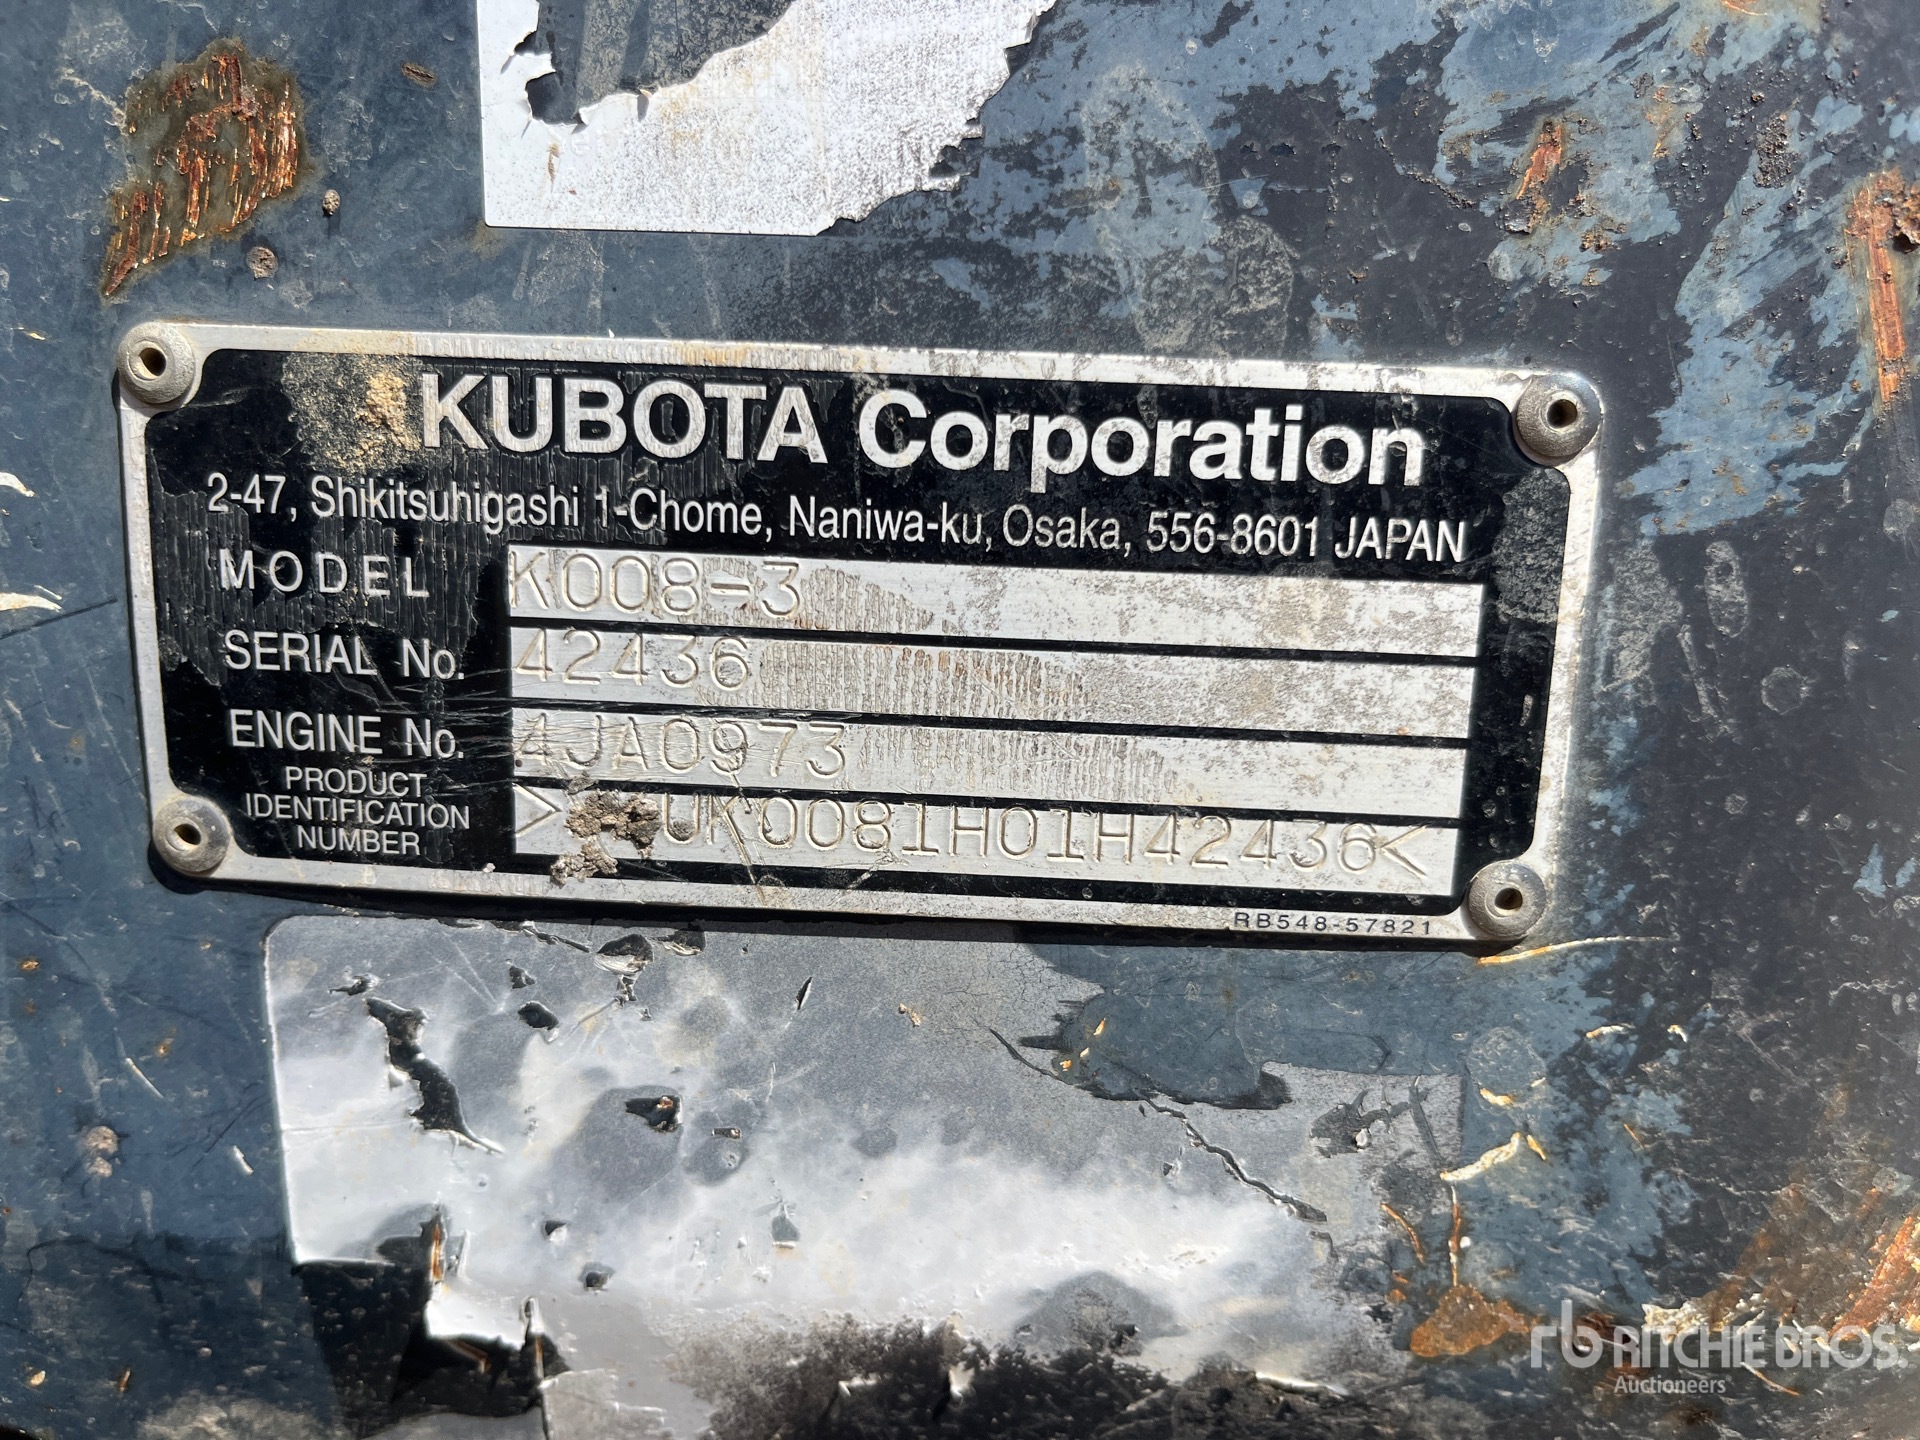 KUBOTA Corporation
2-47, Shikitsuhigashi 1-Chome, Naniwa-ku, Osaka, 556-8601 JAPAN
MODEL K008-3
SERIAL No. 42436
ENGINE No. 4JA0973
PRODUCT
IDENTIFICATION
NUMBER
RB548-57821
rb RITCHIE BROS.
Auctioneers